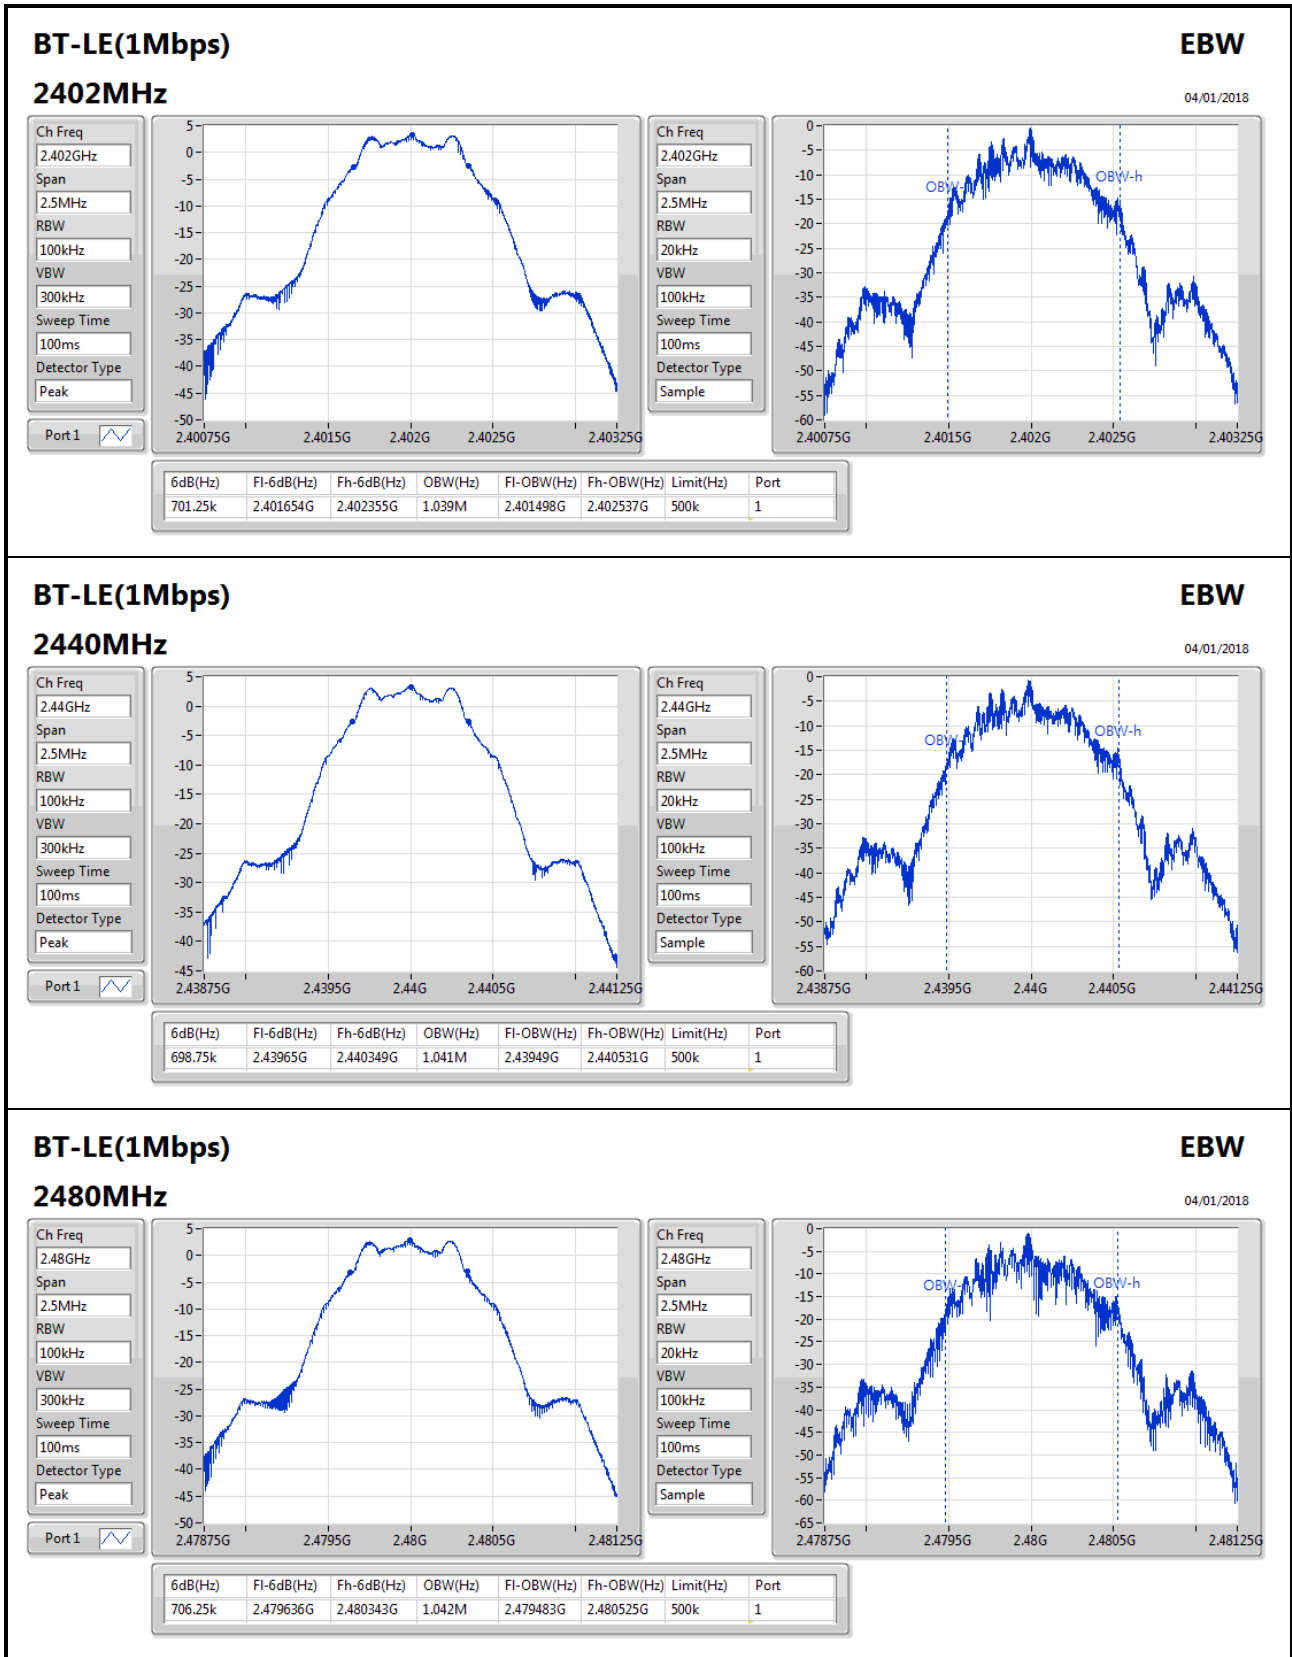 BT-LE(1Mbps) EBW
2402MHz 04/01/2018
Ch Freq
2.402GHz
Span
2.5MHz
RBW
100kHz
VBW
300kHz
Sweep Time
100ms
Detector Type
Peak
Port 1
5
0
-5
-10
-15
-20
-25
-30
-35
-40
-45
-50
2.40075G 2.4015G 2.402G 2.4025G 2.40325G
Ch Freq
2.402GHz
Span
2.5MHz
RBW
20kHz
VBW
100kHz
Sweep Time
100ms
Detector Type
Sample
0
-5
-10
-15
-20
-25
-30
-35
-40
-45
-50
-55
-60
OBW- OBW-h
2.40075G 2.4015G 2.402G 2.4025G 2.40325G
6dB(Hz) Fl-6dB(Hz) Fh-6dB(Hz) OBW(Hz) Fl-OBW(Hz) Fh-OBW(Hz) Limit(Hz) Port
701.25k 2.401654G 2.402355G 1.039M 2.401498G 2.402537G 500k 1
BT-LE(1Mbps) EBW
2440MHz 04/01/2018
Ch Freq
2.44GHz
Span
2.5MHz
RBW
100kHz
VBW
300kHz
Sweep Time
100ms
Detector Type
Peak
Port 1
5
0
-5
-10
-15
-20
-25
-30
-35
-40
-45
2.43875G 2.4395G 2.44G 2.4405G 2.44125G
Ch Freq
2.44GHz
Span
2.5MHz
RBW
20kHz
VBW
100kHz
Sweep Time
100ms
Detector Type
Sample
0
-5
-10
-15
-20
-25
-30
-35
-40
-45
-50
-55
-60
OBW- OBW-h
2.43875G 2.4395G 2.44G 2.4405G 2.44125G
6dB(Hz) Fl-6dB(Hz) Fh-6dB(Hz) OBW(Hz) Fl-OBW(Hz) Fh-OBW(Hz) Limit(Hz) Port
698.75k 2.43965G 2.440349G 1.041M 2.43949G 2.440531G 500k 1
BT-LE(1Mbps) EBW
2480MHz 04/01/2018
Ch Freq
2.48GHz
Span
2.5MHz
RBW
100kHz
VBW
300kHz
Sweep Time
100ms
Detector Type
Peak
Port 1
5
0
-5
-10
-15
-20
-25
-30
-35
-40
-45
-50
2.47875G 2.4795G 2.48G 2.4805G 2.48125G
Ch Freq
2.48GHz
Span
2.5MHz
RBW
20kHz
VBW
100kHz
Sweep Time
100ms
Detector Type
Sample
0
-5
-10
-15
-20
-25
-30
-35
-40
-45
-50
-55
-60
-65
OBW- OBW-h
2.47875G 2.4795G 2.48G 2.4805G 2.48125G
6dB(Hz) Fl-6dB(Hz) Fh-6dB(Hz) OBW(Hz) Fl-OBW(Hz) Fh-OBW(Hz) Limit(Hz) Port
706.25k 2.479636G 2.480343G 1.042M 2.479483G 2.480525G 500k 1